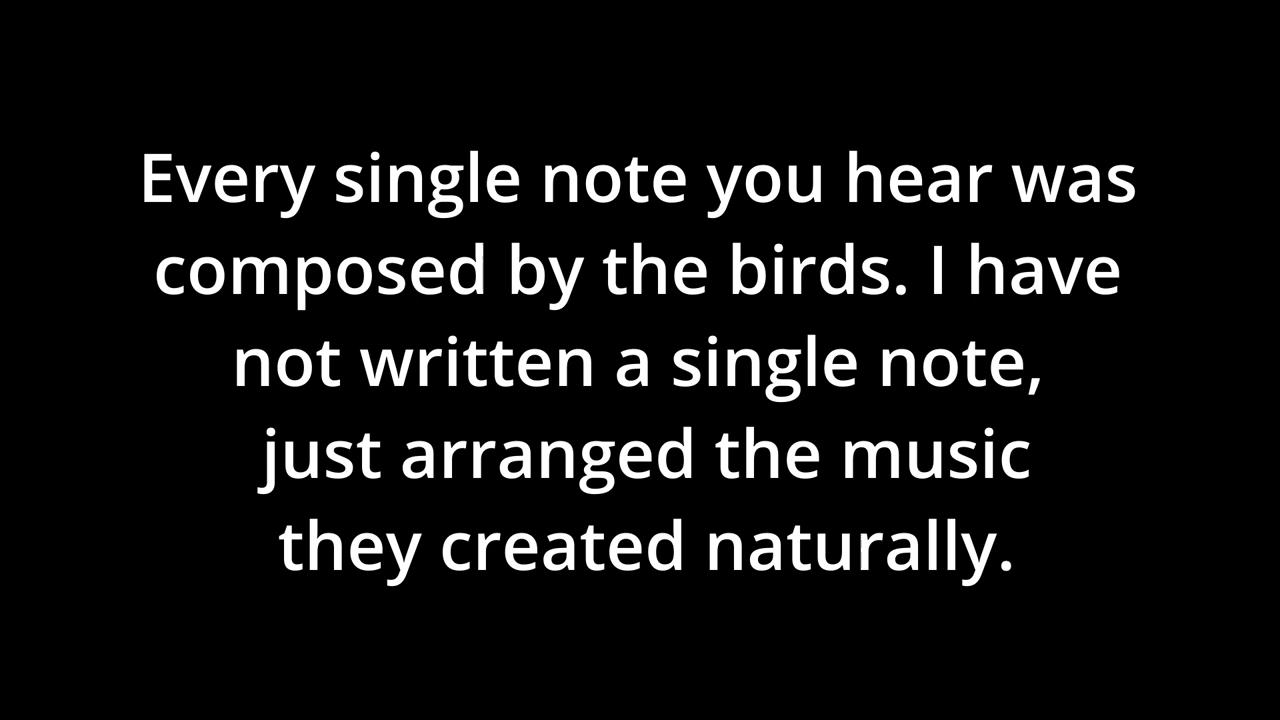 Every single note you hear was
composed by the birds. I have
not written a single note,
just arranged the music
they created naturally.